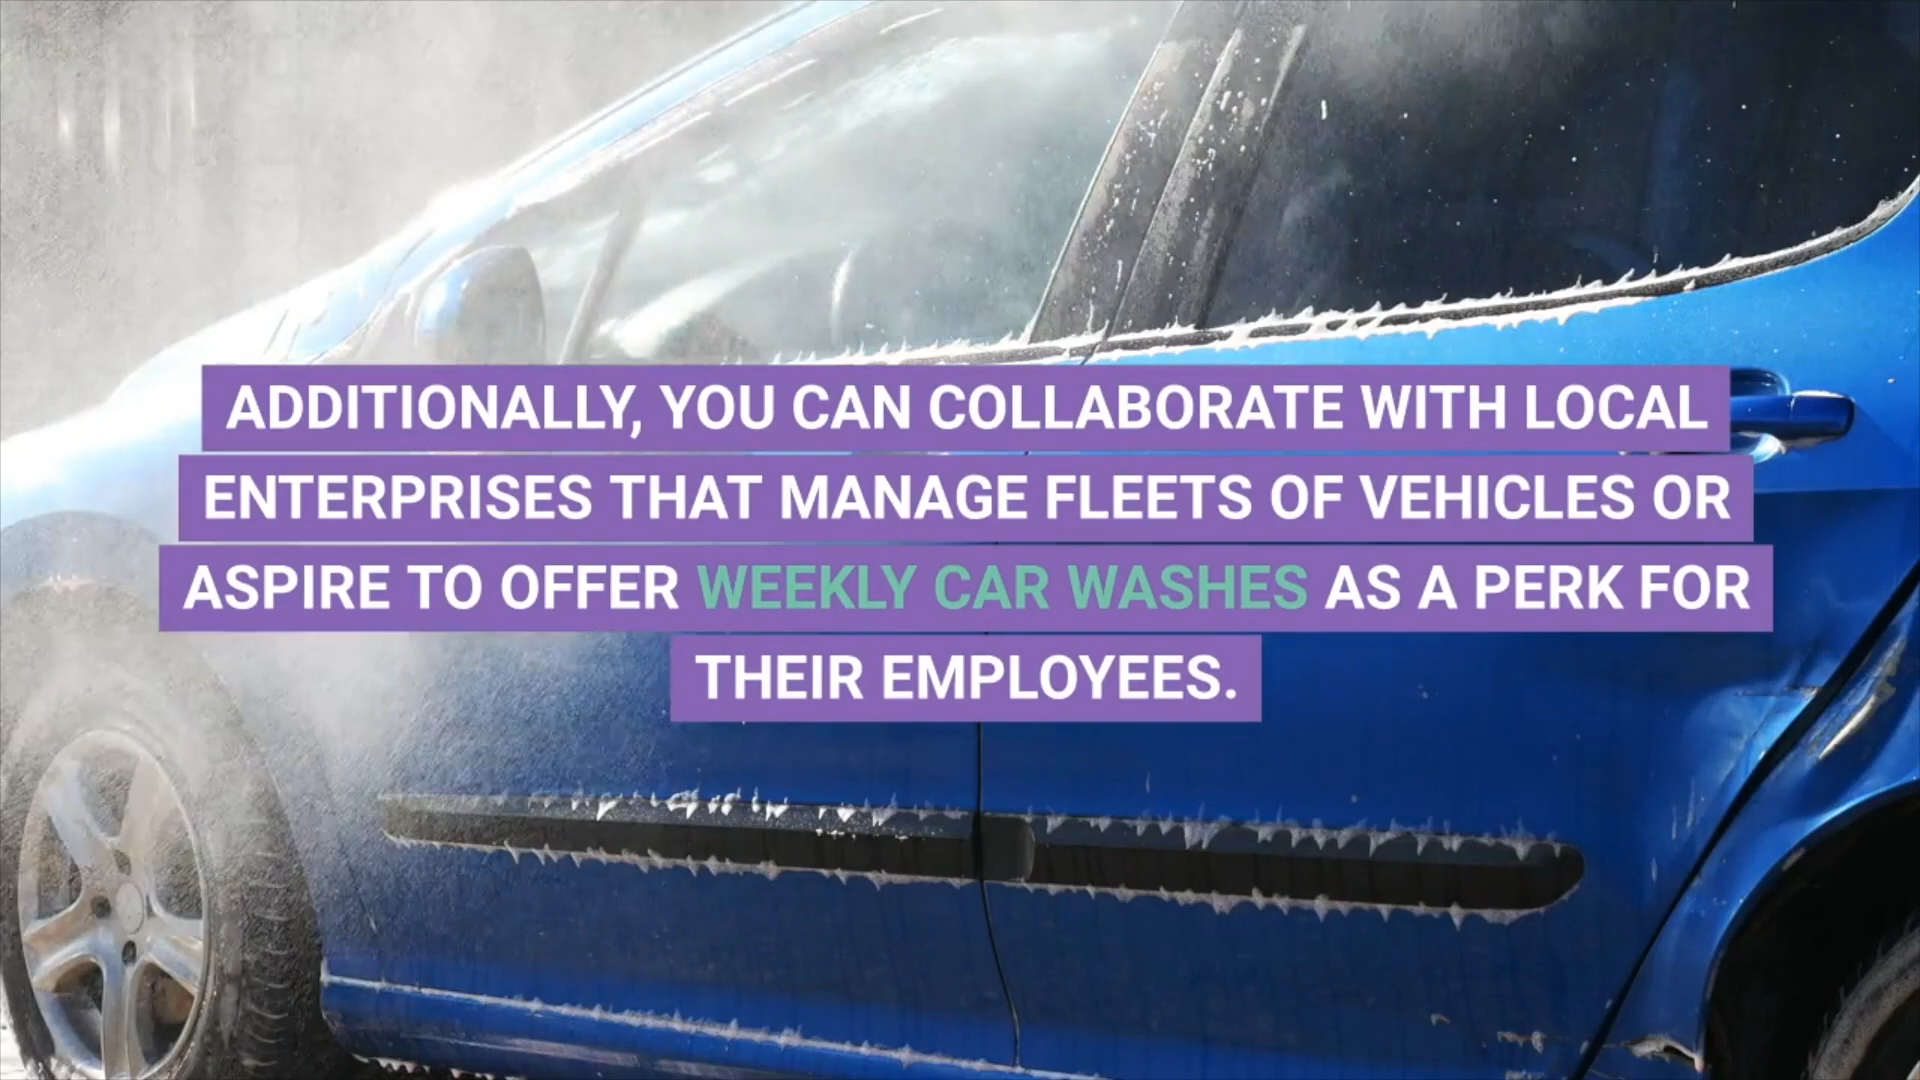 ADDITIONALLY, YOU CAN COLLABORATE WITH LOCAL
ENTERPRISES THAT MANAGE FLEETS OF VEHICLES OR
ASPIRE TO OFFER WEEKLY CAR WASHES AS A PERK FOR
THEIR EMPLOYEES.